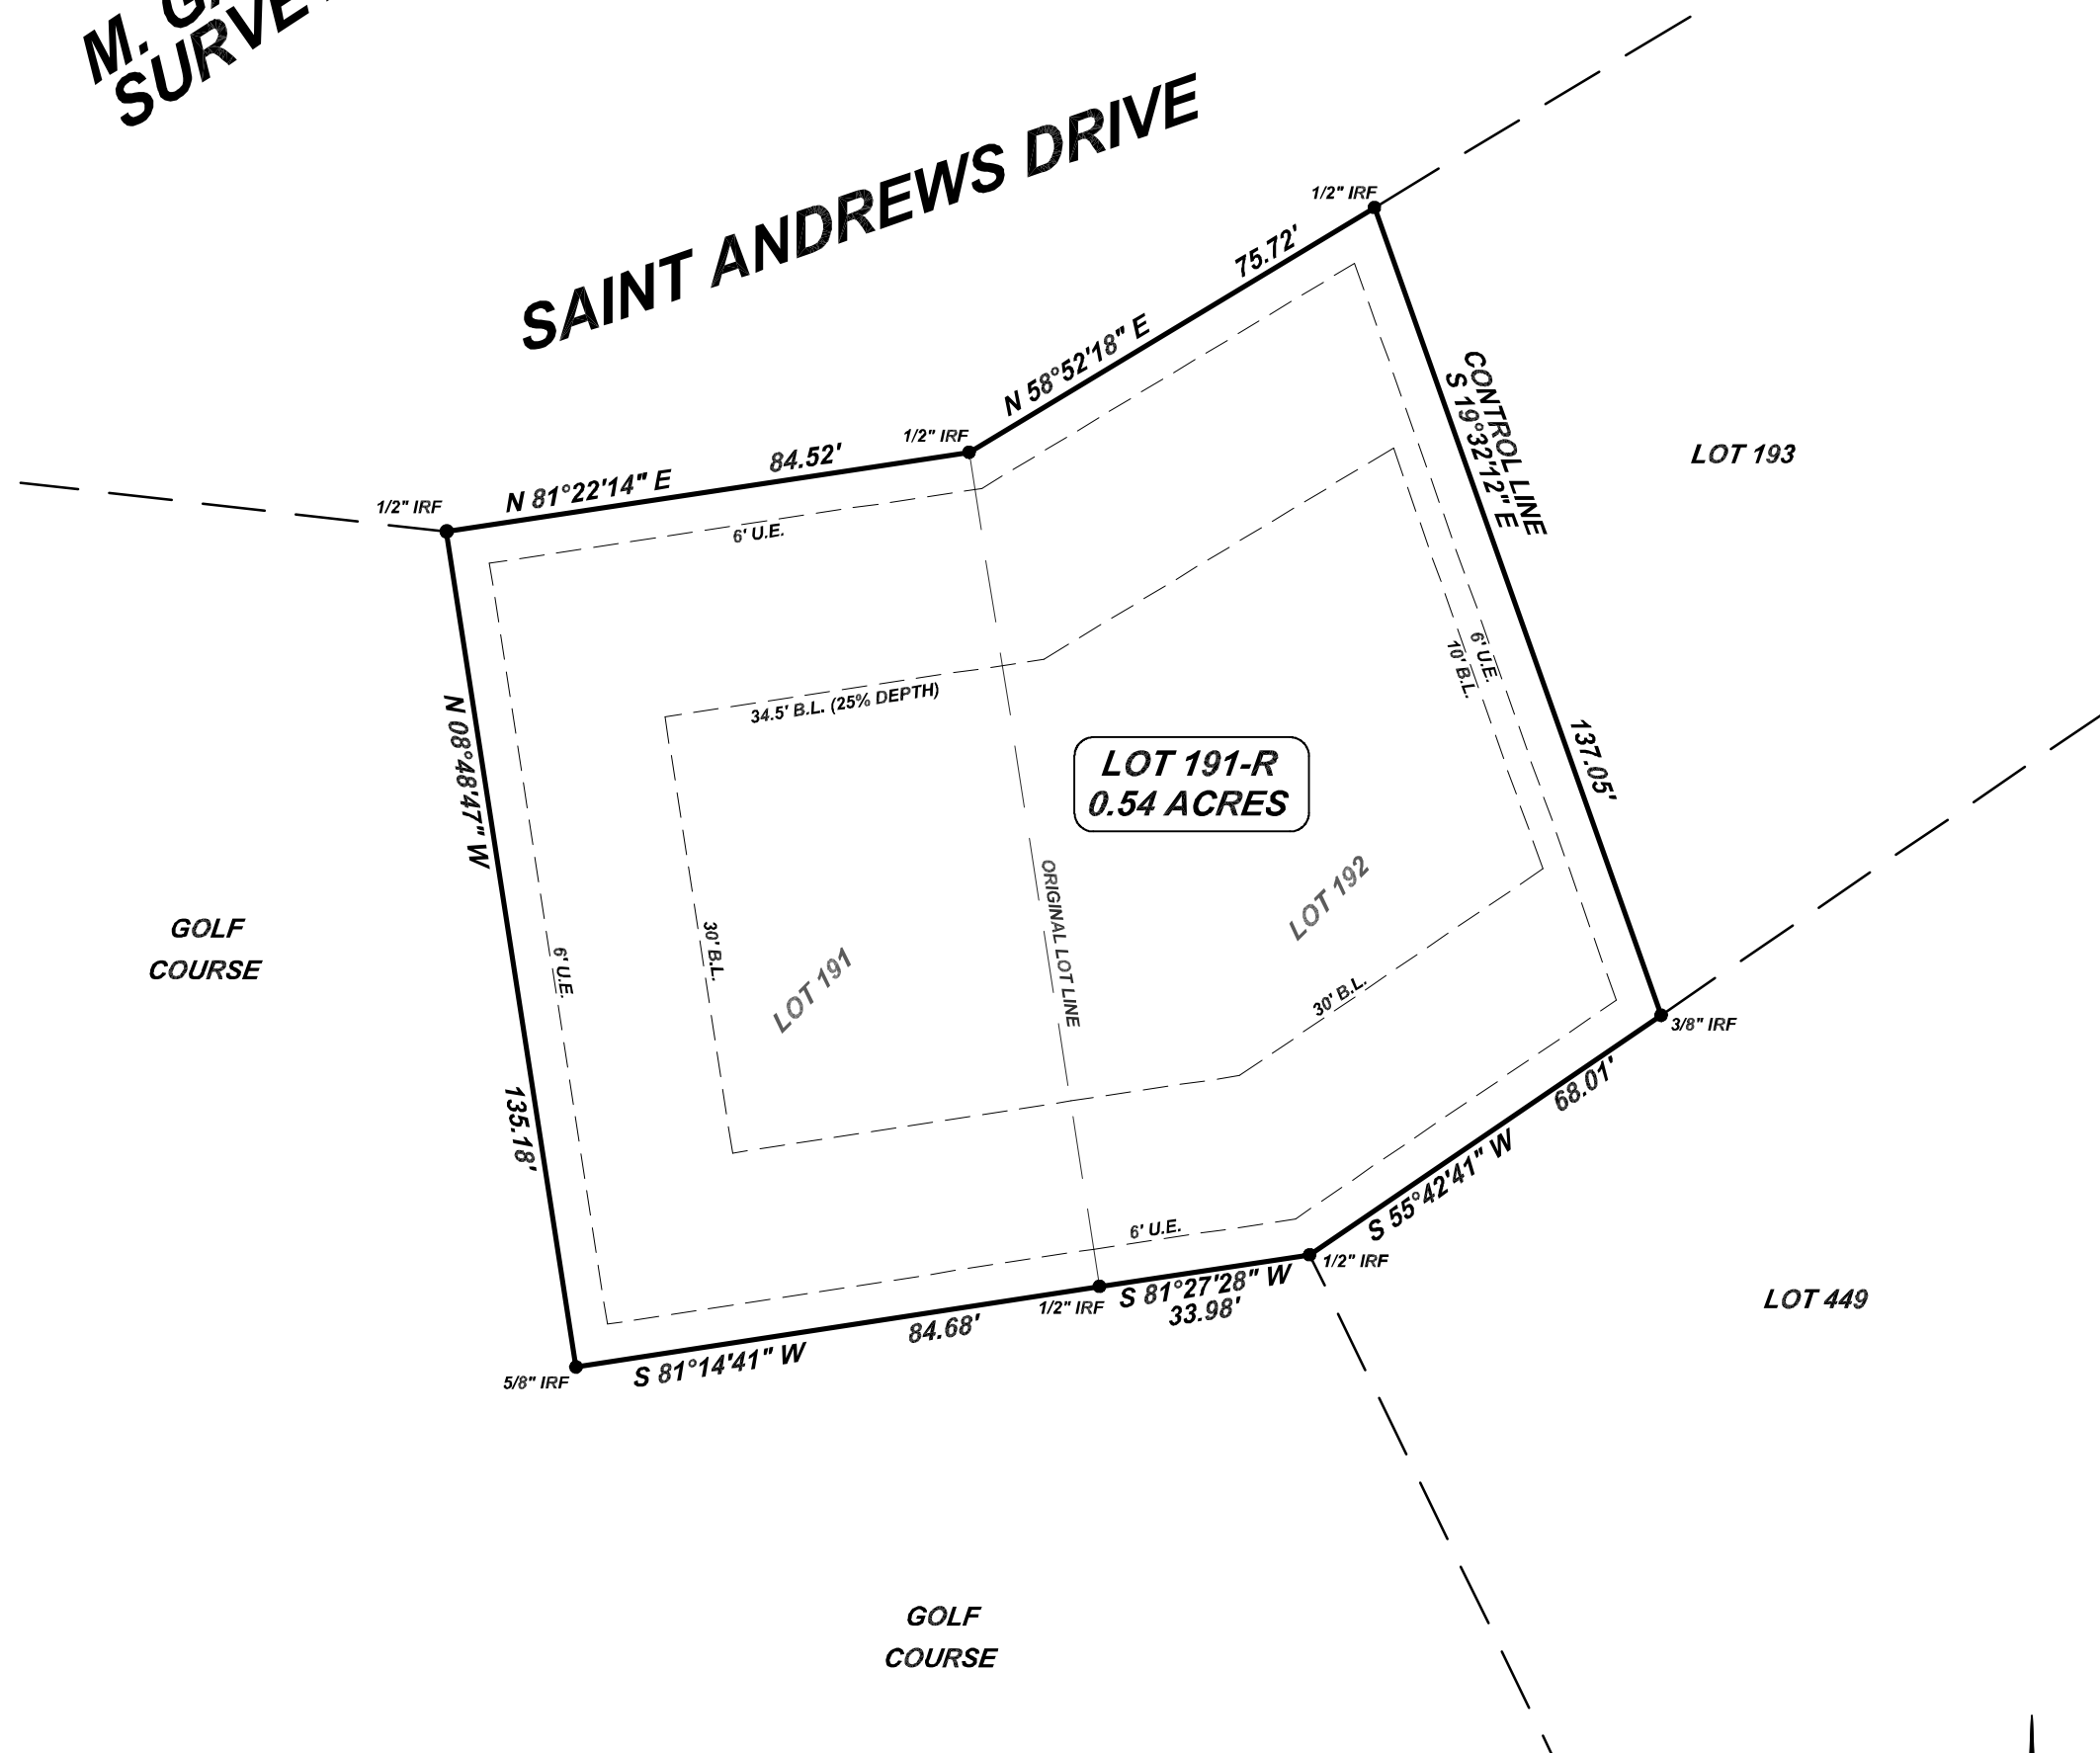 M.
SAINT ANDREWS DRIVE
1/2" IRF
75.72'
N 58°52'18" E
1/2" IRF
84.52'
N 81°22'14" E
1/2" IRF
6' U.E.
CONTROL LINE
S 19°32'12" E
LOT 193
6' U.E.
10' B.L.
34.5' B.L. (25% DEPTH)
137.05'
LOT 191-R
0.54 ACRES
N 08°48'47" W
GOLF
COURSE
6' U.E.
30' B.L.
LOT 191
ORIGINAL LOT LINE
LOT 192
30' B.L.
3/8" IRF
68.01'
135.18'
S 55°42'41" W
6' U.E.
1/2" IRF
S 81°27'28" W
33.98'
1/2" IRF
84.68'
S 81°14'41" W
5/8" IRF
LOT 449
GOLF
COURSE